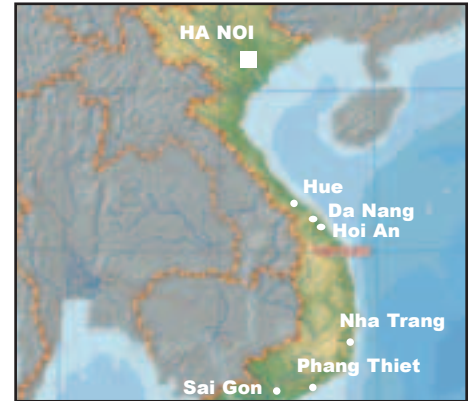 HA NOI
Hue
Da Nang
Hoi An
Nha Trang
Phang Thiet
Sai Gon